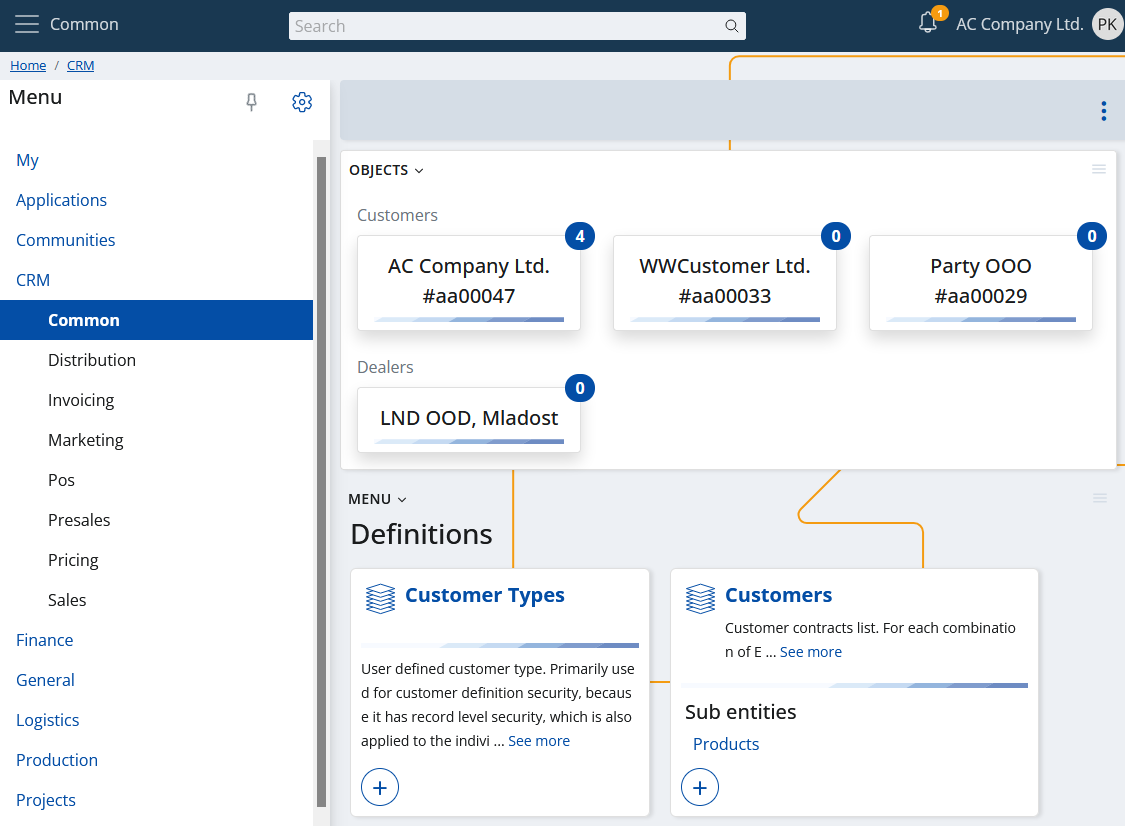 Common
Search
1
AC Company Ltd.
PK
Home / CRM
Menu
My
Applications
Communities
CRM
Common
Distribution
Invoicing
Marketing
Pos
Presales
Pricing
Sales
Finance
General
Logistics
Production
Projects
OBJECTS
Customers
4
AC Company Ltd.
#aa00047
0
WWCustomer Ltd.
#aa00033
0
Party OOO
#aa00029
Dealers
0
LND OOD, Mladost
MENU
Definitions
Customer Types
User defined customer type. Primarily use
d for customer definition security, becaus
e it has record level security, which is also
applied to the indivi ... See more
Customers
Customer contracts list. For each combinatio
n of E ... See more
Sub entities
Products